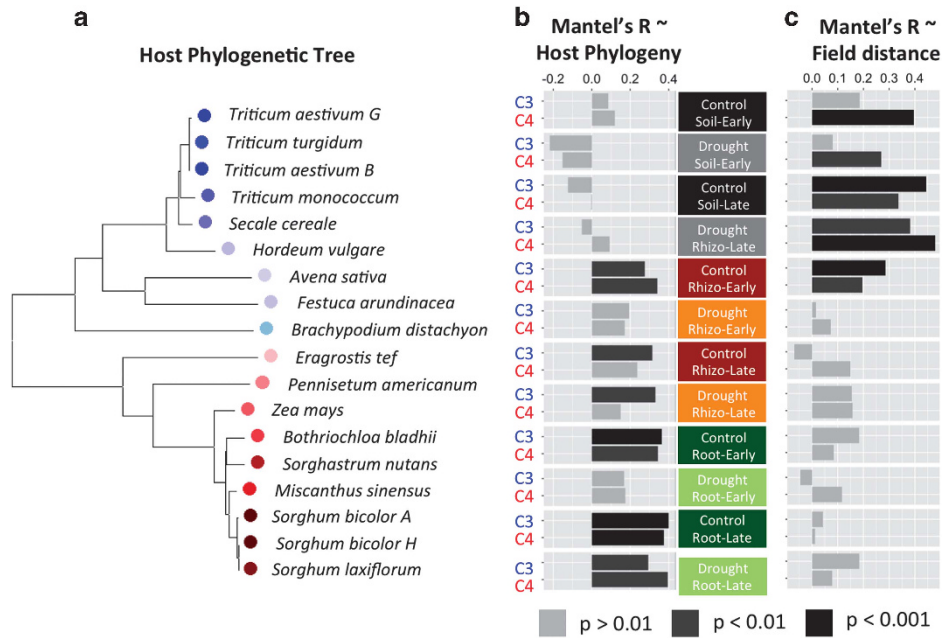 a
Host Phylogenetic Tree
Triticum aestivum G
Triticum turgidum
Triticum aestivum B
Triticum monococcum
Secale cereale
Hordeum vulgare
Avena sativa
Festuca arundinacea
Brachypodium distachyon
Eragrostis tef
Pennisetum americanum
Zea mays
Bothriochloa bladhii
Sorghastrum nutans
Miscanthus sinensus
Sorghum bicolor A
Sorghum bicolor H
Sorghum laxiflorum
b
Mantel's R ~
Host Phylogeny
-0.2 0.0 0.2 0.4
C3
C4
C3
C4
C3
C4
C3
C4
C3
C4
C3
C4
C3
C4
C3
C4
C3
C4
C3
C4
C3
C4
C3
C4
Control
Soil-Early
Drought
Soil-Early
Control
Soil-Late
Drought
Rhizo-Late
Control
Rhizo-Early
Drought
Rhizo-Early
Control
Rhizo-Late
Drought
Rhizo-Late
Control
Root-Early
Drought
Root-Early
Control
Root-Late
Drought
Root-Late
c
Mantel's R ~
Field distance
0.0 0.1 0.2 0.3 0.4
p > 0.01
p < 0.01
p < 0.001